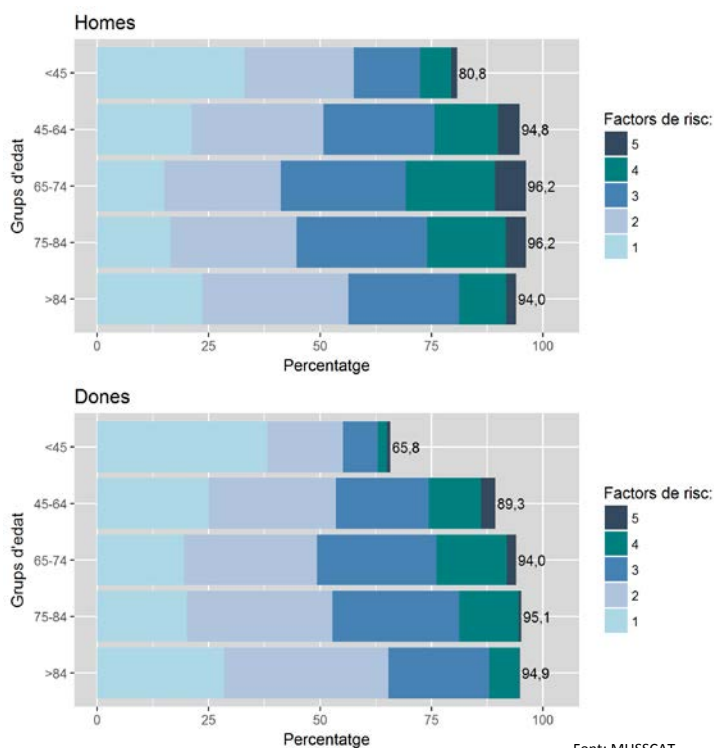 Homes
Grups d'edat
<45
45-64
65-74
75-84
>84
80,8
94,8
96,2
96,2
94,0
0 25 50 75 100
Percentatge
Factors de risc:
5
4
3
2
1
Dones
Grups d'edat
<45
45-64
65-74
75-84
>84
65,8
89,3
94,0
95,1
94,9
0 25 50 75 100
Percentatge
Factors de risc:
5
4
3
2
1
Font: MUSSCAT